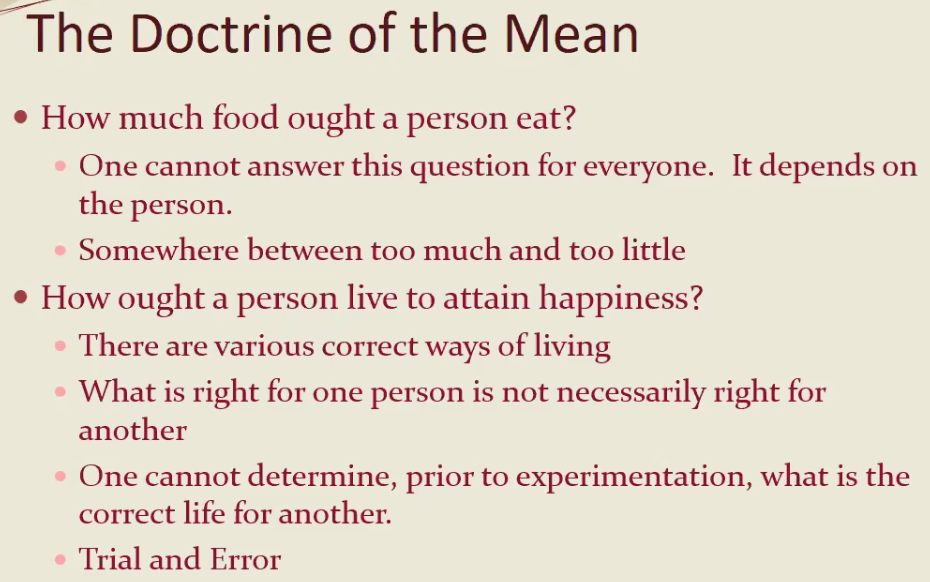 The Doctrine of the Mean
How much food ought a person eat?
One cannot answer this question for everyone. It depends on
the person.
Somewhere between too much and too little
How ought a person live to attain happiness?
There are various correct ways of living
What is right for one person is not necessarily right for
another
One cannot determine, prior to experimentation, what is the
correct life for another.
Trial and Error